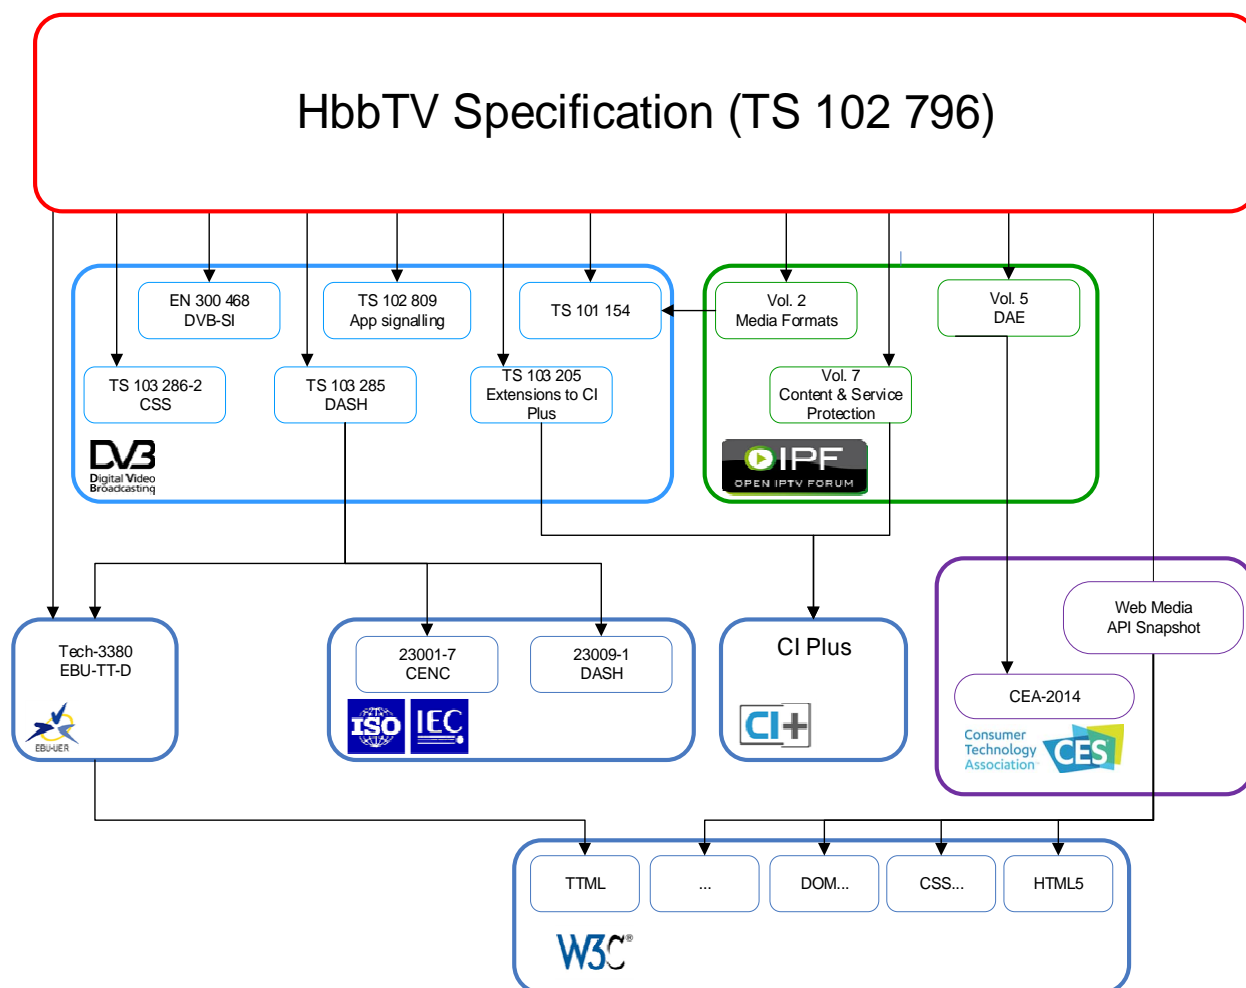 HbbTV Specification (TS 102 796)
EN 300 468
DVB-SI
TS 102 809
App signalling
TS 101 154
Vol. 2
Media Formats
Vol. 5
DAE
TS 103 286-2
CSS
TS 103 285
DASH
TS 103 205
Extensions to CI
Plus
Vol. 7
Content & Service
Protection
DVB
Digital Video
Broadcasting
OIPF
OPEN IPTV FORUM
Tech-3380
EBU-TT-D
EBU·UER
23001-7
CENC
23009-1
DASH
ISO
IEC
CI Plus
CI+
Web Media
API Snapshot
CEA-2014
Consumer
Technology
Association™
CES
TTML
...
DOM...
CSS...
HTML5
W3C®